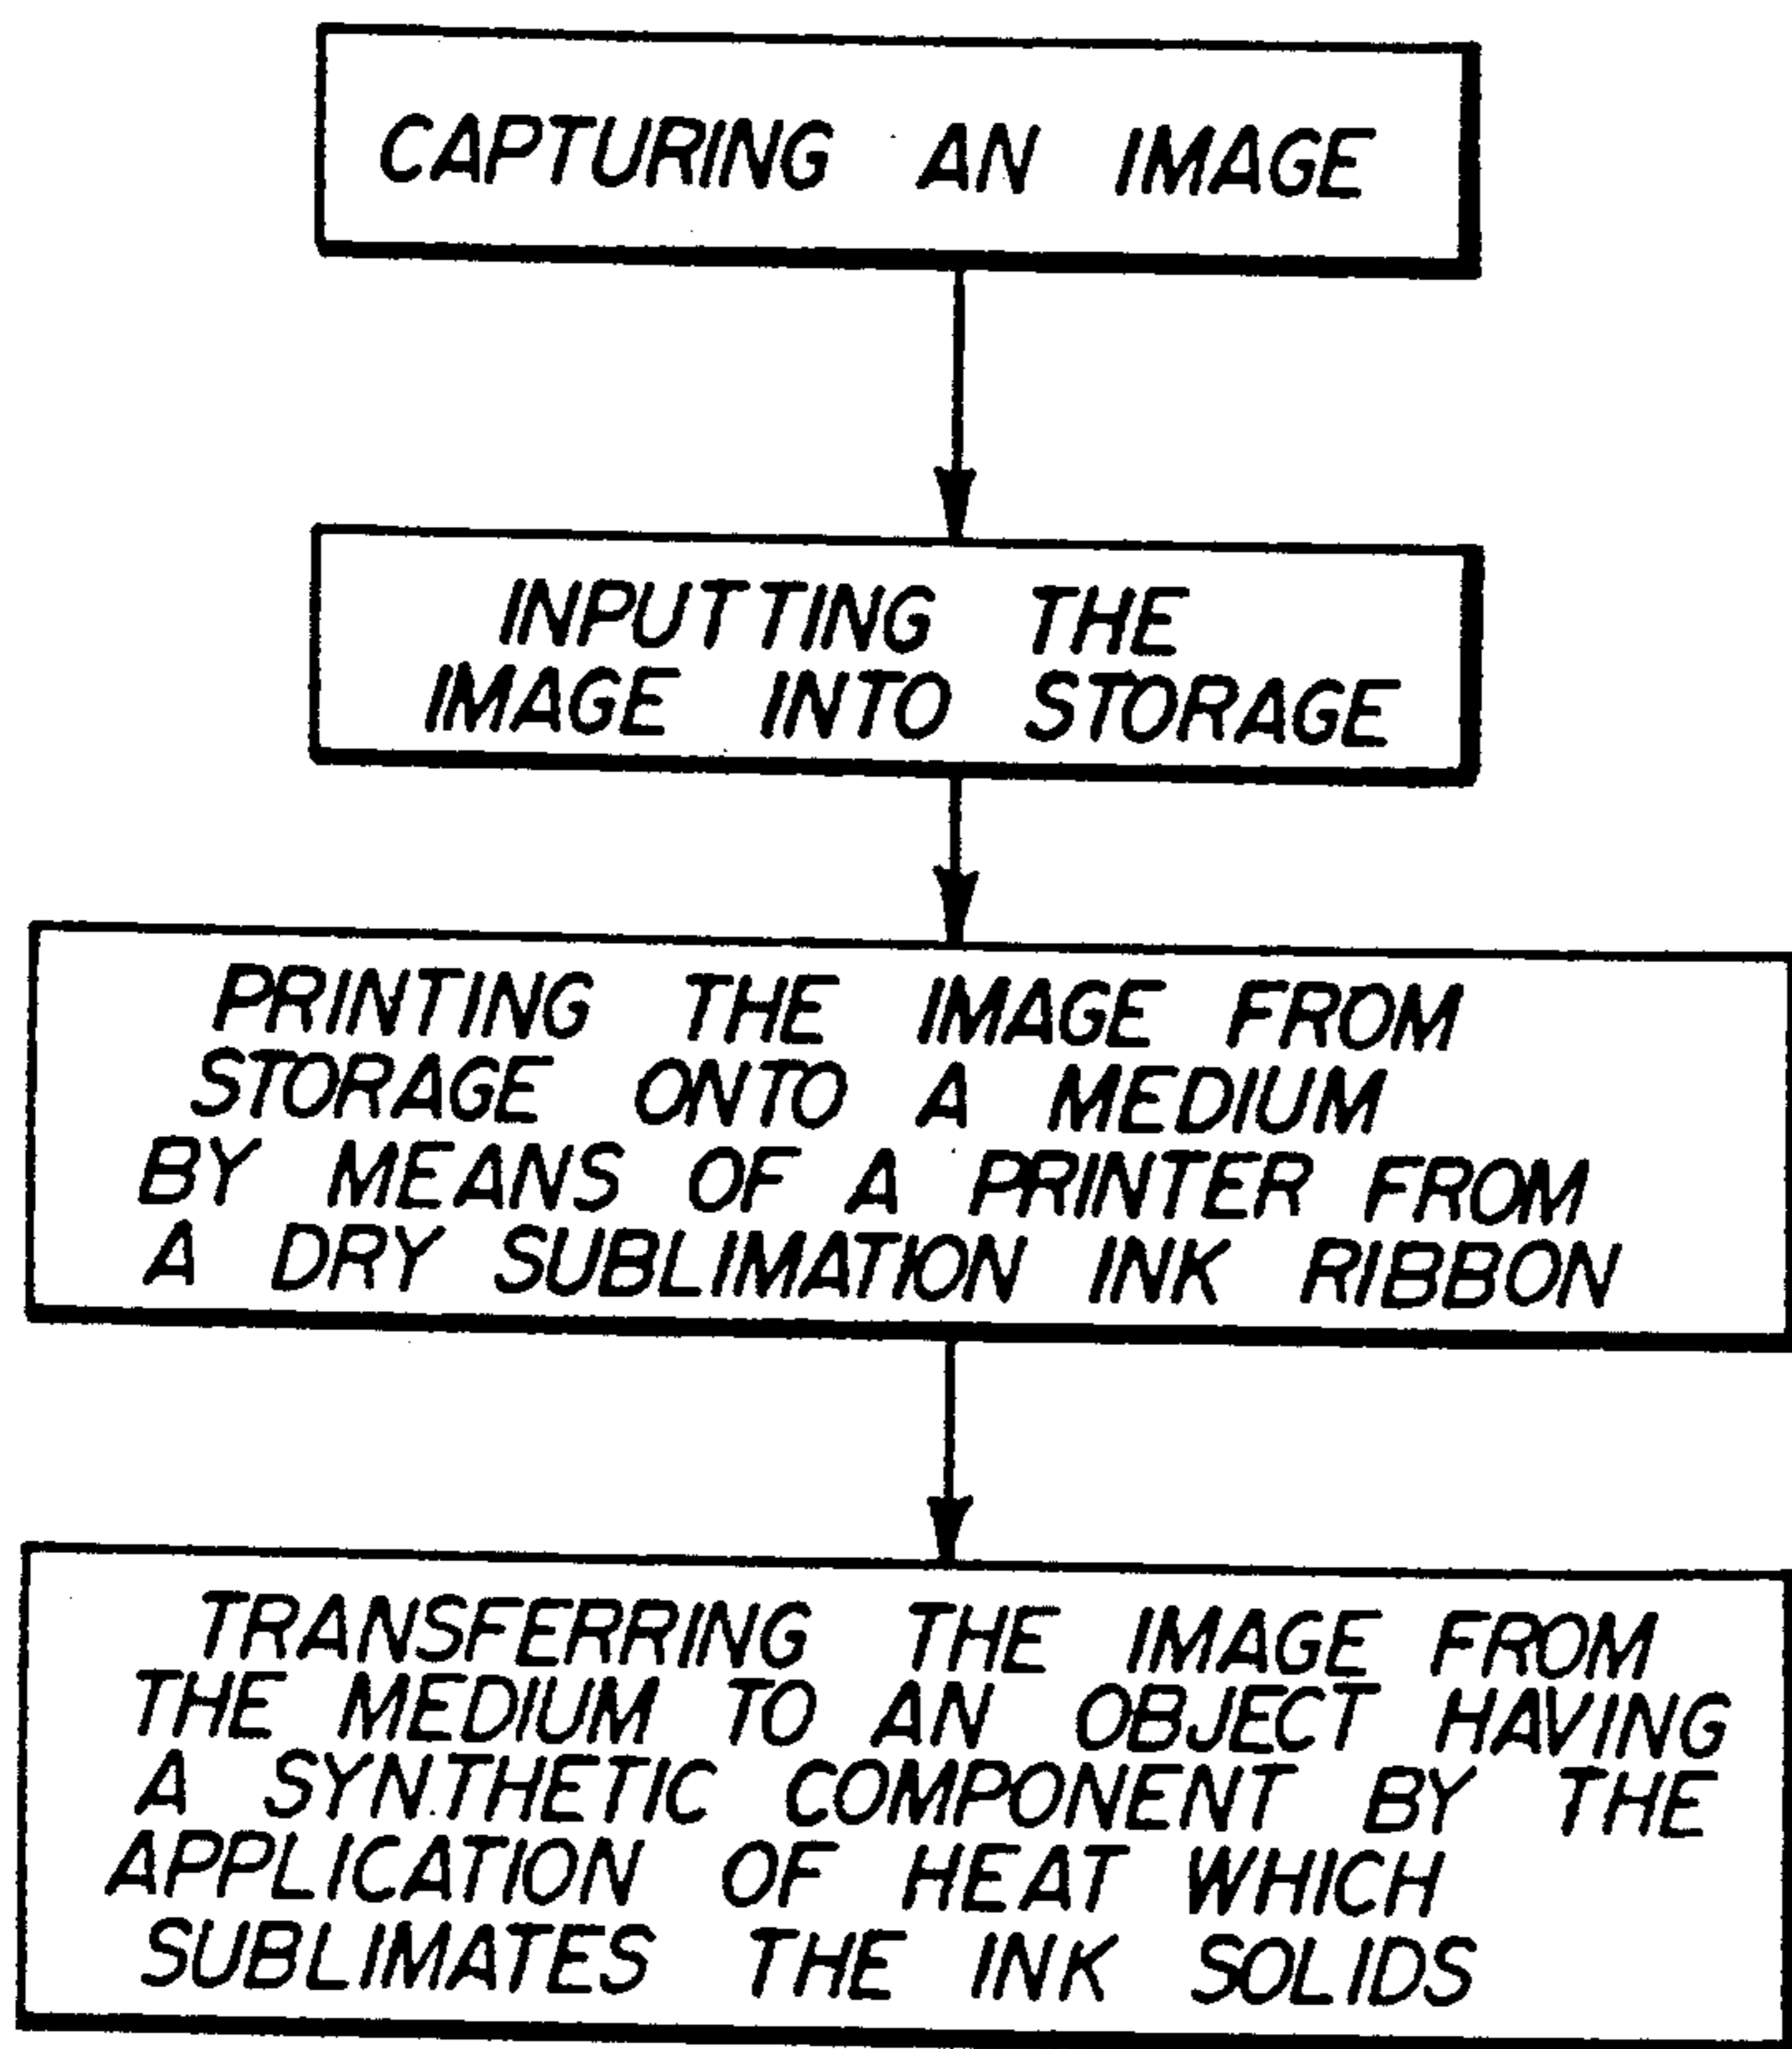 CAPTURING AN IMAGE
INPUTTING THE
IMAGE INTO STORAGE
PRINTING THE IMAGE FROM
STORAGE ONTO A MEDIUM
BY MEANS OF A PRINTER FROM
A DRY SUBLIMATION INK RIBBON
TRANSFERRING THE IMAGE FROM
THE MEDIUM TO AN OBJECT HAVING
A SYNTHETIC COMPONENT BY THE
APPLICATION OF HEAT WHICH
SUBLIMATES THE INK SOLIDS